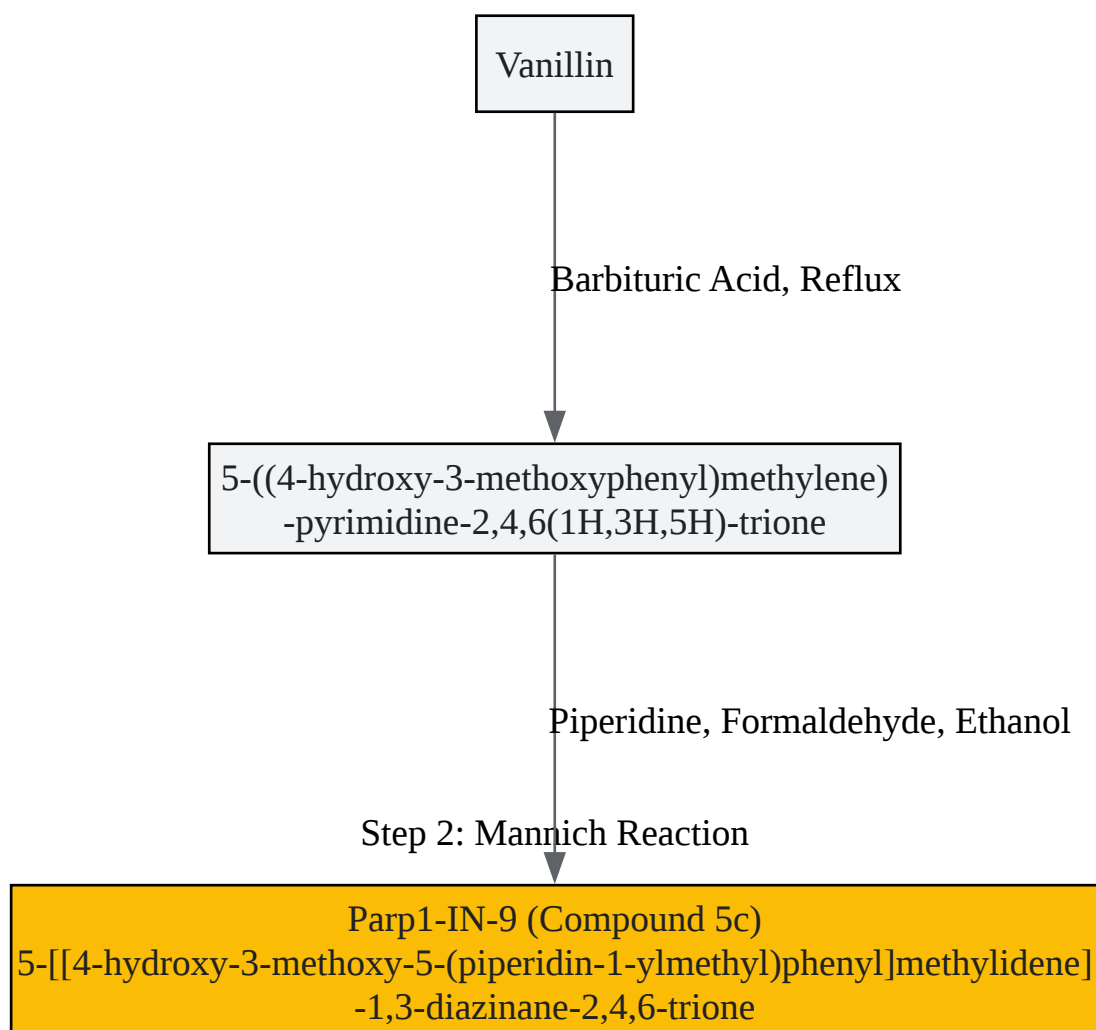 Vanillin
Barbituric Acid, Reflux
5-((4-hydroxy-3-methoxyphenyl)methylene)
-pyrimidine-2,4,6(1H,3H,5H)-trione
Piperidine, Formaldehyde, Ethanol
Step 2: Mannich Reaction
Parp1-IN-9 (Compound 5c)
5-[[4-hydroxy-3-methoxy-5-(piperidin-1-ylmethyl)phenyl]methylidene]
-1,3-diazinane-2,4,6-trione